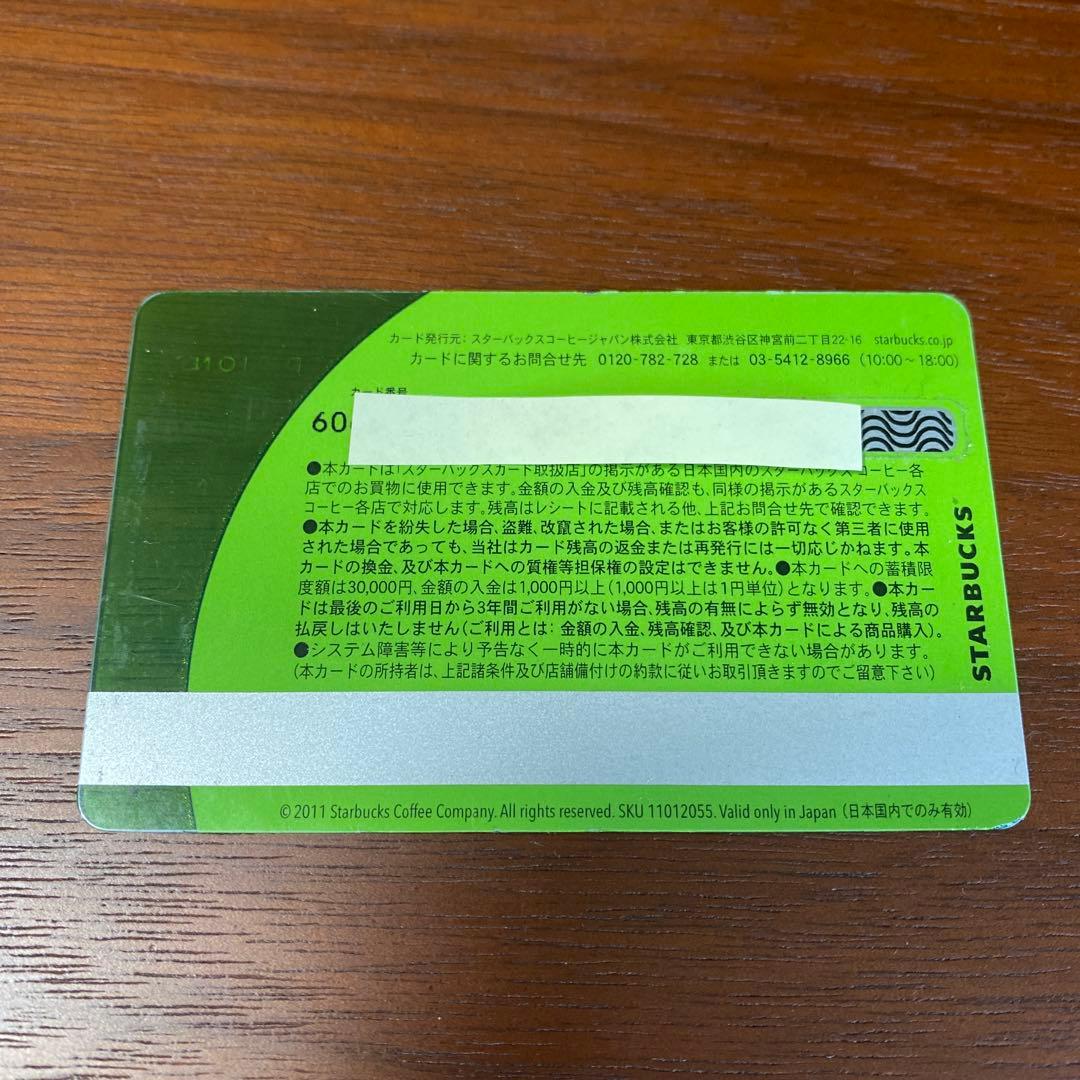 カード発行元：スターバックスコーヒージャパン株式会社 東京都渋谷区神宮前二丁目22-16 starbucks.co.jp
カードに関するお問合せ先 0120-782-728 または 03-5412-8966（10:00～18:00）
カード番号
60
●本カードは「スターバックスカード取扱店」の掲示がある日本国内のスターバックス コーヒー各
店でのお買物に使用できます。金額の入金及び残高確認も、同様の掲示があるスターバックス
コーヒー各店で対応します。残高はレシートに記載される他、上記お問合せ先で確認できます。
●本カードを紛失した場合、盗難、改竄された場合、またはお客様の許可なく第三者に使用
された場合であっても、当社はカード残高の返金または再発行には一切応じかねます。本
カードの換金、及び本カードへの質権等担保権の設定はできません。●本カードへの蓄積限
度額は30,000円、金額の入金は1,000円以上（1,000円以上は1円単位）となります。●本カー
ドは最後のご利用日から3年間ご利用がない場合、残高の有無によらず無効となり、残高の
払戻しはいたしません（ご利用とは：金額の入金、残高確認、及び本カードによる商品購入）。
●システム障害等により予告なく一時的に本カードがご利用できない場合があります。
（本カードの所持者は、上記諸条件及び店舗備付けの約款に従いお取引頂きますのでご留意下さい）
STARBUCKS
© 2011 Starbucks Coffee Company. All rights reserved. SKU 11012055. Valid only in Japan（日本国内でのみ有効）